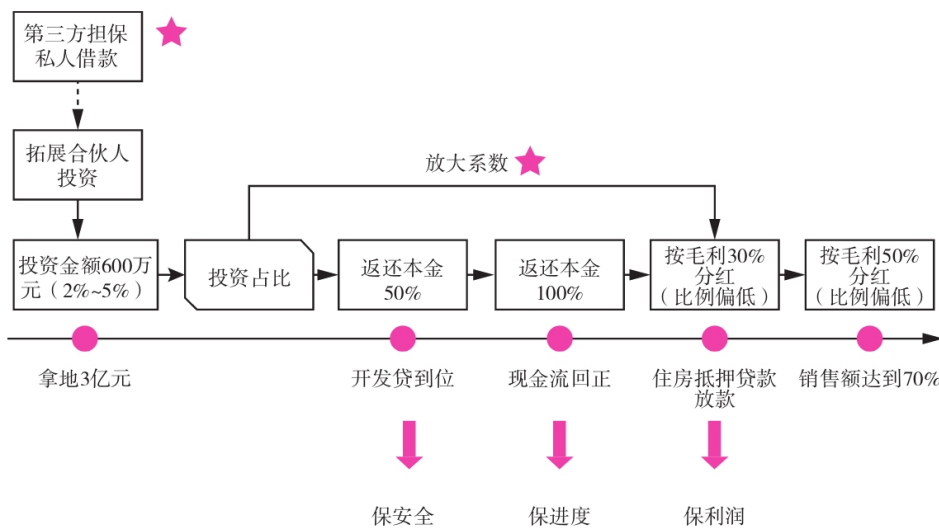 第三方担保
私人借款
拓展合伙人
投资
放大系数
投资金额600万
元（2%~5%）
投资占比
返还本金
50%
返还本金
100%
按毛利30%
分红
（比例偏低）
按毛利50%
分红
（比例偏低）
拿地3亿元
开发贷到位
现金流回正
住房抵押贷款
放款
销售额达到70%
保安全
保进度
保利润